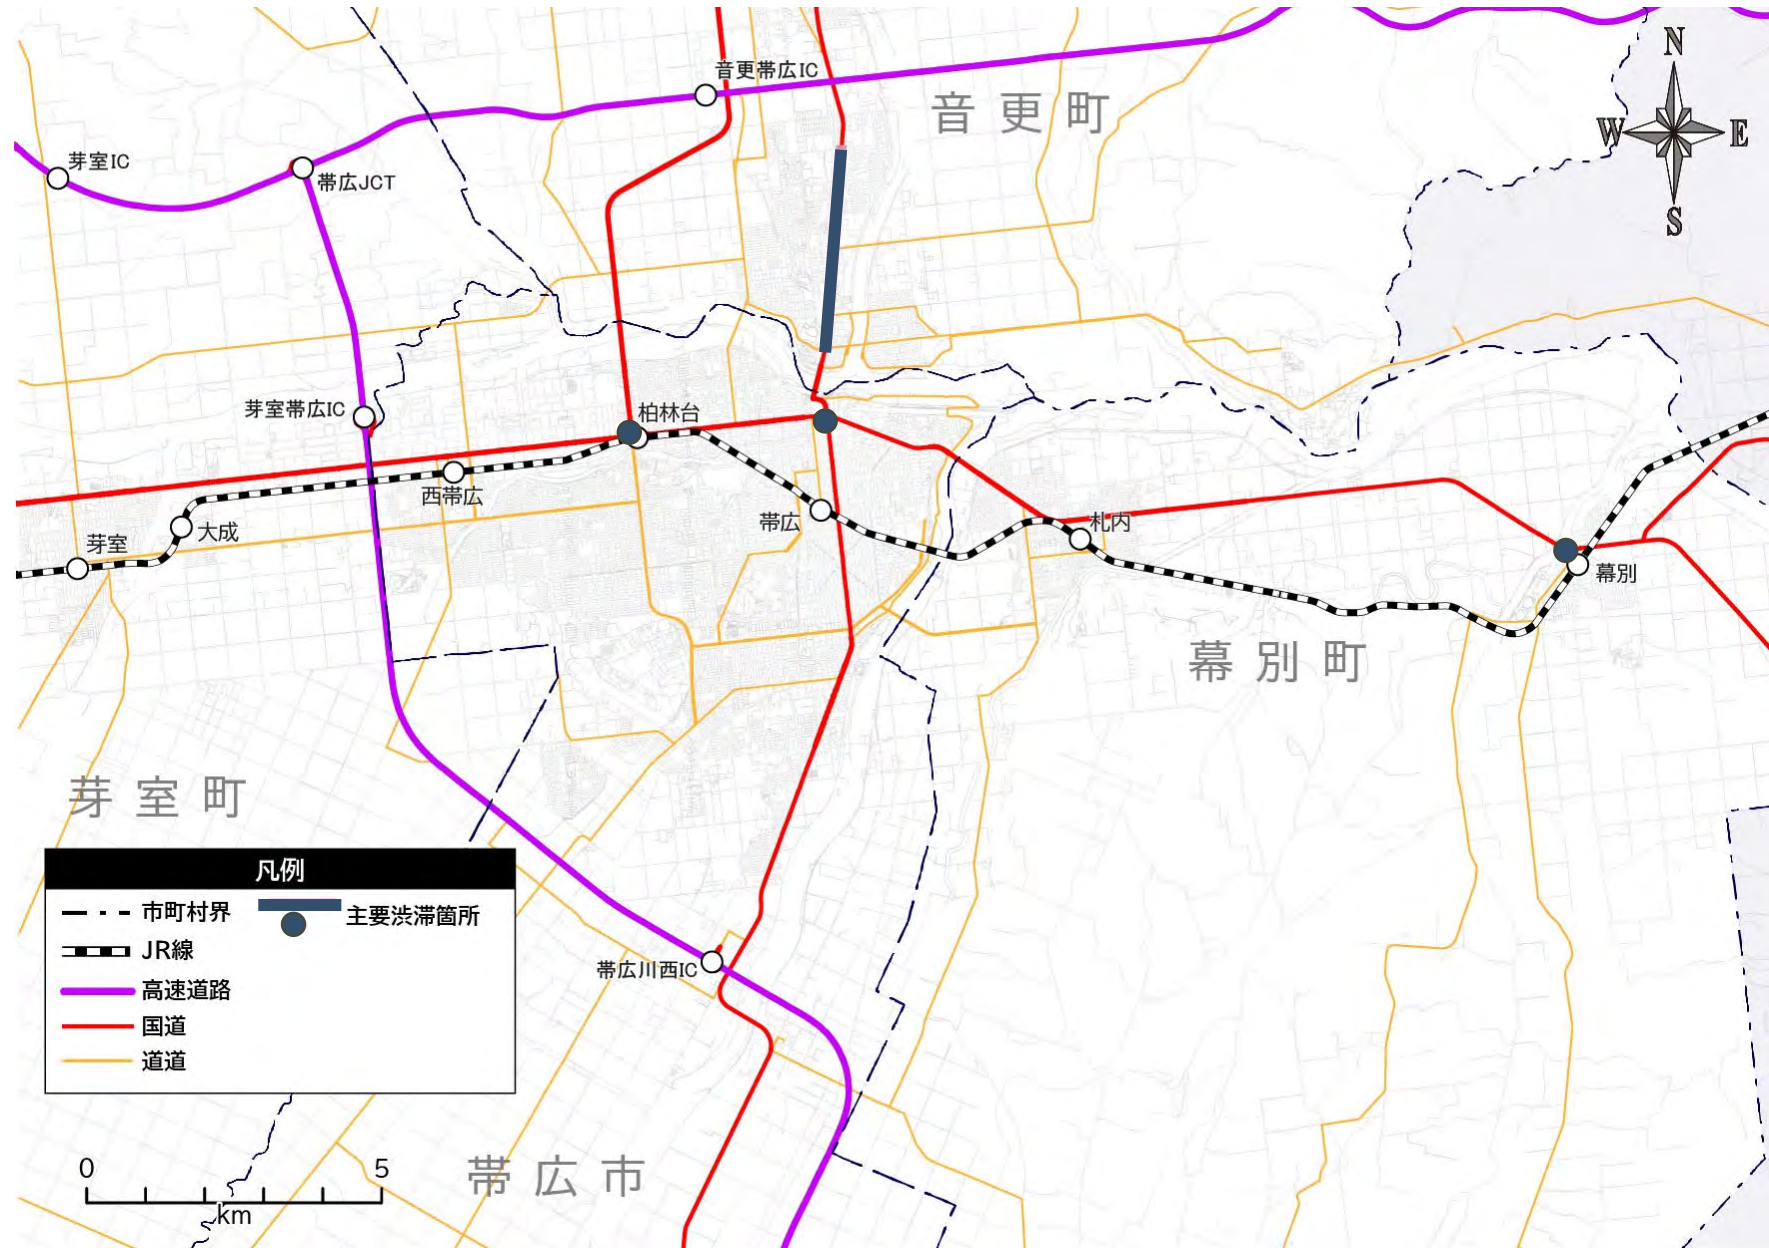 音更帯広IC
音更町
N
W
E
S
芽室IC
帯広JCT
芽室帯広IC
柏林台
西帯広
帯広
札内
大成
芽室
幕別
幕別町
芽室町
凡例
市町村界
主要渋滞箇所
JR線
高速道路
国道
道道
帯広川西IC
帯広市
0
5
km